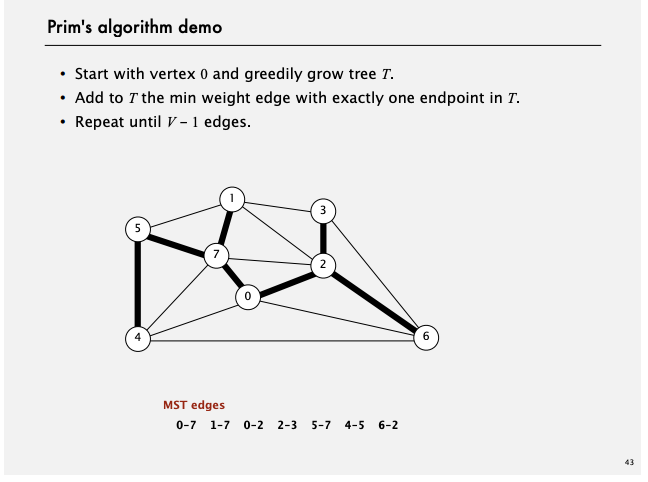 Prim's algorithm demo
• Start with vertex 0 and greedily grow tree T.
• Add to T the min weight edge with exactly one endpoint in T.
• Repeat until V – 1 edges.
1
3
5
7
2
0
4
6
MST edges
0-7 1-7 0-2 2-3 5-7 4-5 6-2
43